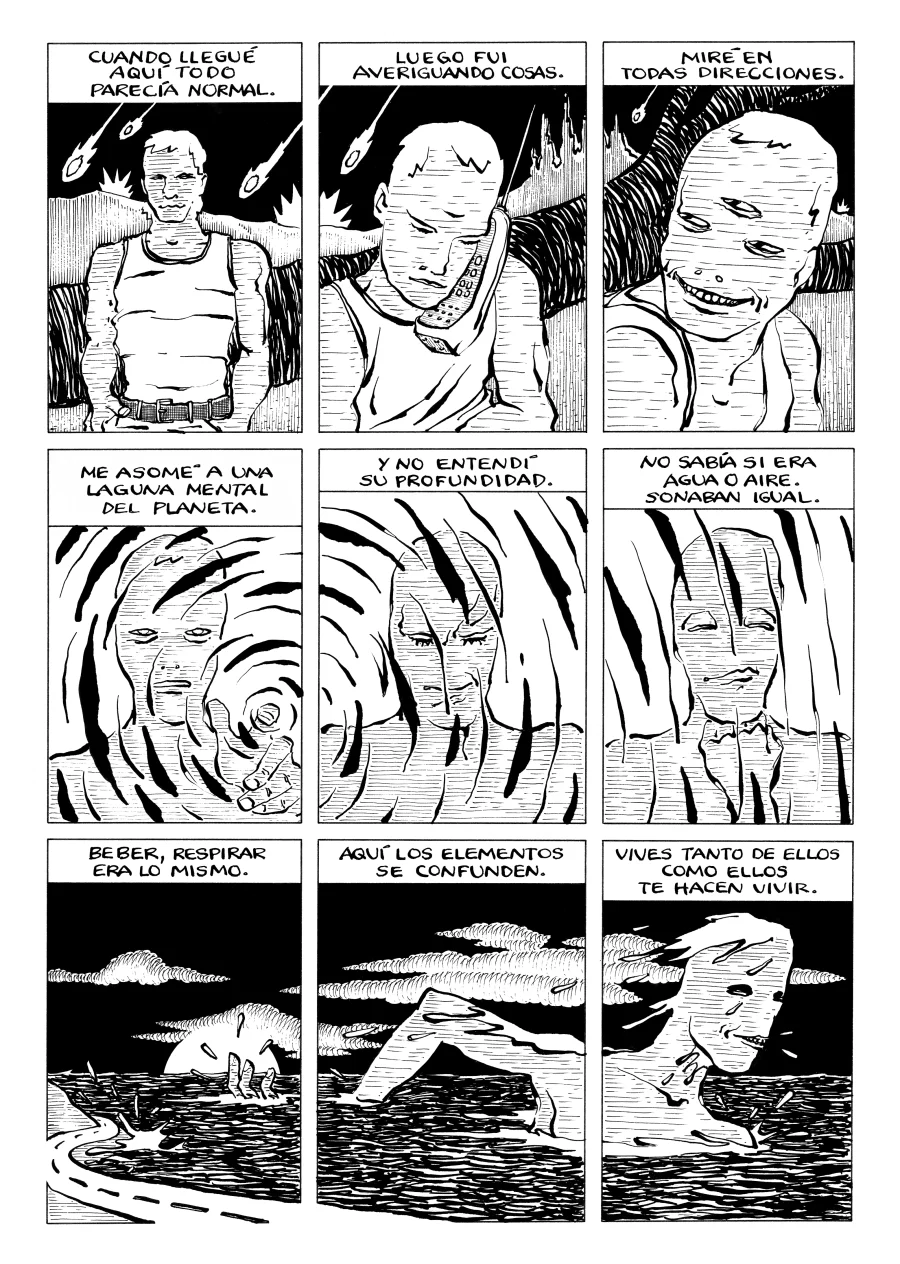 CUANDO LLEGUÉ
AQUÍ TODO
PARECÍA NORMAL.
LUEGO FUI
AVERIGUANDO COSAS.
MIRÉ EN
TODAS DIRECCIONES.
ME ASOMÉ A UNA
LAGUNA MENTAL
DEL PLANETA.
Y NO ENTENDÍ
SU PROFUNDIDAD.
NO SABÍA SI ERA
AGUA O AIRE.
SONABAN IGUAL.
BEBER, RESPIRAR
ERA LO MISMO.
AQUÍ LOS ELEMENTOS
SE CONFUNDEN.
VIVES TANTO DE ELLOS
COMO ELLOS
TE HACEN VIVIR.